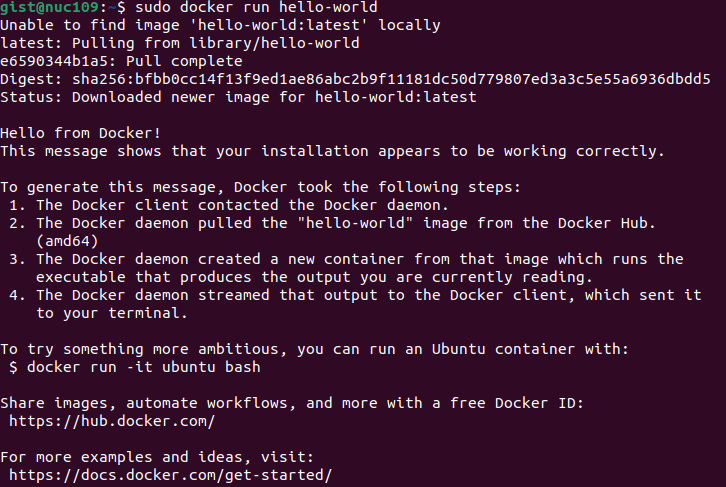 gist@nuc109:~$ sudo docker run hello-world
Unable to find image 'hello-world:latest' locally
latest: Pulling from library/hello-world
e6590344b1a5: Pull complete
Digest: sha256:bfbb0cc14f13f9ed1ae86abc2b9f11181dc50d779807ed3a3c5e55a6936dbdd5
Status: Downloaded newer image for hello-world:latest

Hello from Docker!
This message shows that your installation appears to be working correctly.

To generate this message, Docker took the following steps:
 1. The Docker client contacted the Docker daemon.
 2. The Docker daemon pulled the "hello-world" image from the Docker Hub.
    (amd64)
 3. The Docker daemon created a new container from that image which runs the
    executable that produces the output you are currently reading.
 4. The Docker daemon streamed that output to the Docker client, which sent it
    to your terminal.

To try something more ambitious, you can run an Ubuntu container with:
 $ docker run -it ubuntu bash

Share images, automate workflows, and more with a free Docker ID:
 https://hub.docker.com/

For more examples and ideas, visit:
 https://docs.docker.com/get-started/